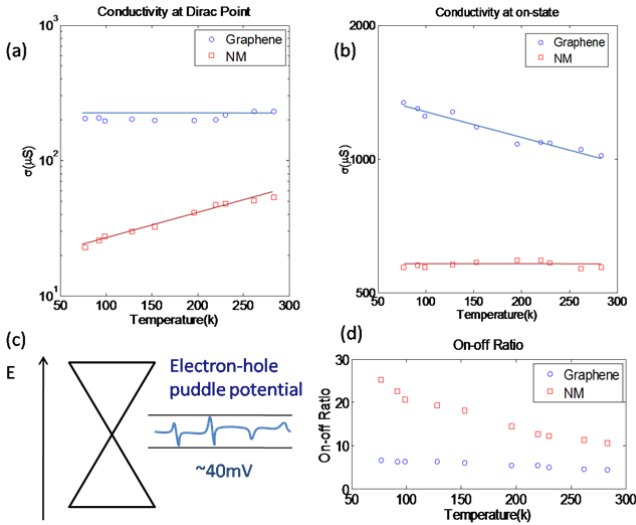 Conductivity at Dirac Point
(a)
10³
10²
10¹
σ(μS)
Graphene
NM
50 100 150 200 250 300
Temperature(k)
Conductivity at on-state
(b)
2000
1000
500
σ(μS)
Graphene
NM
50 100 150 200 250 300
Temperature(k)
(c)
E
Electron-hole
puddle potential
~40mV
(d)
On-off Ratio
30
20
10
0
On-off Ratio
Graphene
NM
50 100 150 200 250 300
Temperature(k)